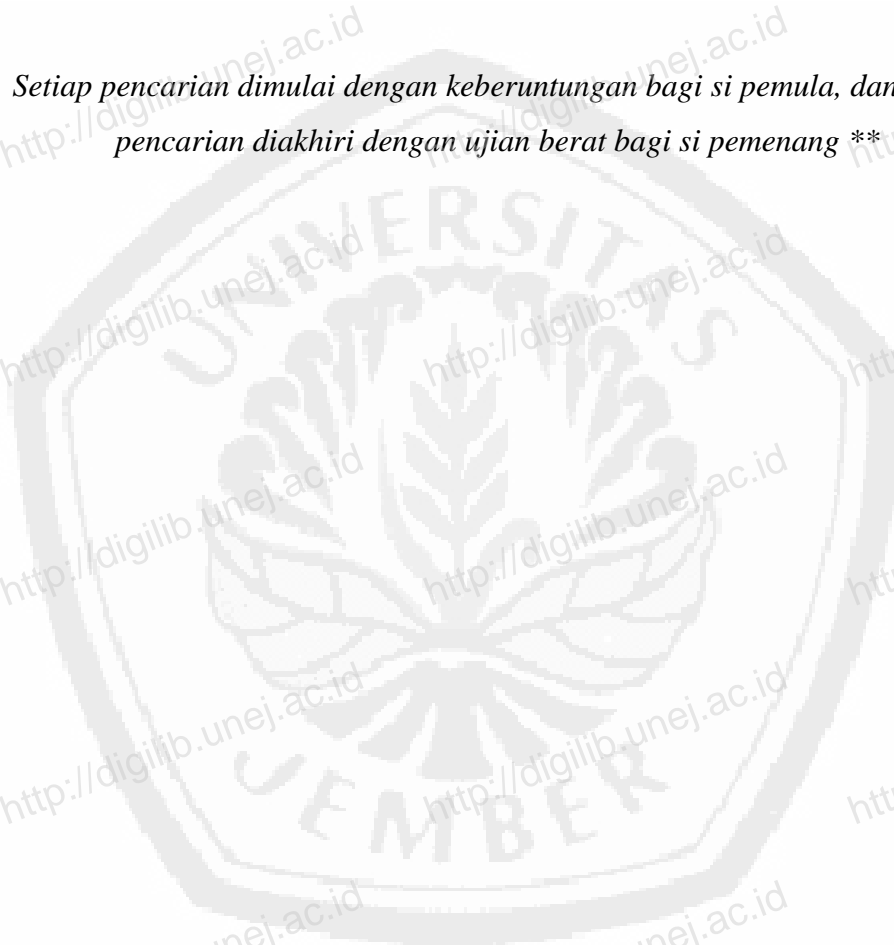 Setiap pencarian dimulai dengan keberuntungan bagi si pemula, dan
pencarian diakhiri dengan ujian berat bagi si pemenang **
UNIVERSITAS
JEMBER
http://digilib.unej.ac.id
http://digilib.unej.ac.id
http://digilib.unej.ac.id
http://digilib.unej.ac.id
http://digilib.unej.ac.id
http://digilib.unej.ac.id
http://digilib.unej.ac.id
http://digilib.unej.ac.id